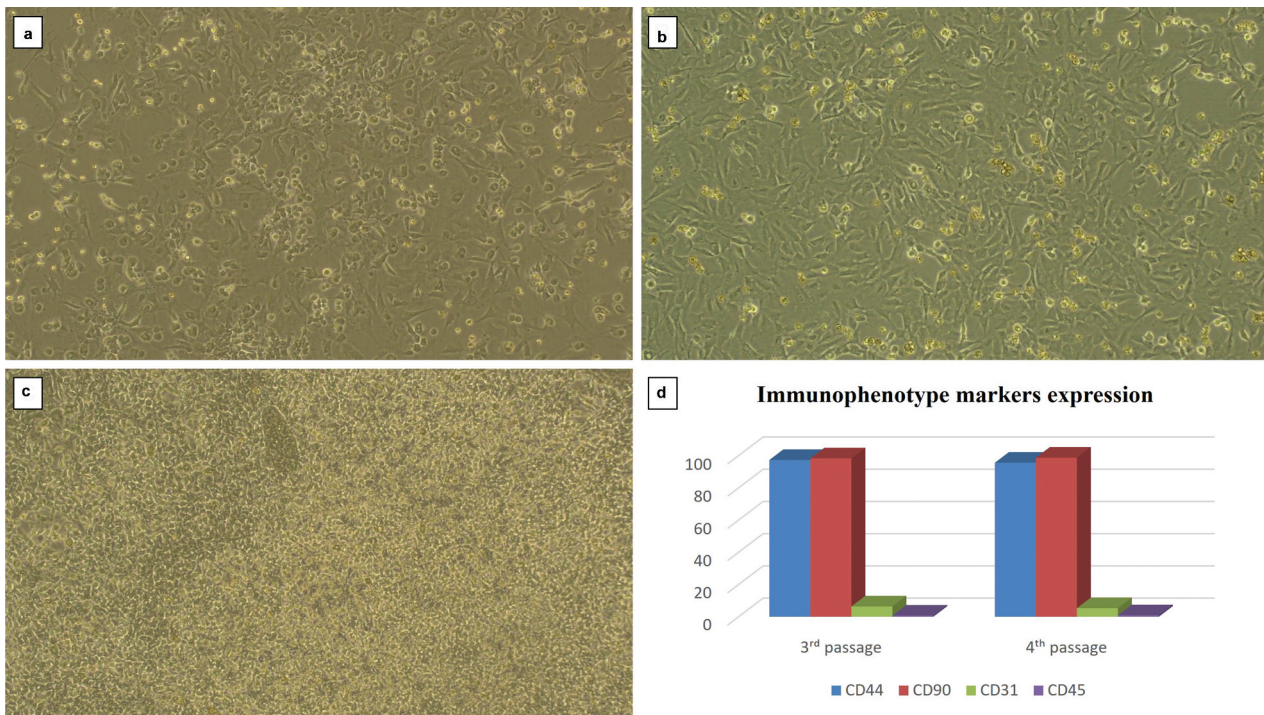 a
b
c
d
Immunophenotype markers expression
100
80
60
40
20
0
3rd passage
4th passage
CD44 CD90 CD31 CD45